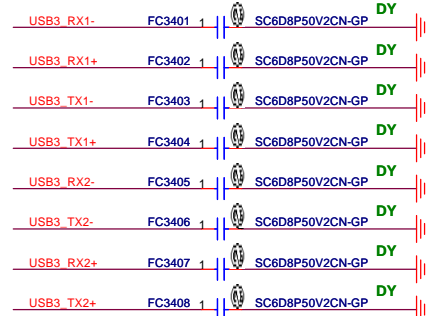 DY
USB3_RX1- FC3401 1 SC6D8P50V2CN-GP
DY
USB3_RX1+ FC3402 1 SC6D8P50V2CN-GP
DY
USB3_TX1- FC3403 1 SC6D8P50V2CN-GP
DY
USB3_TX1+ FC3404 1 SC6D8P50V2CN-GP
DY
USB3_RX2- FC3405 1 SC6D8P50V2CN-GP
DY
USB3_TX2- FC3406 1 SC6D8P50V2CN-GP
DY
USB3_RX2+ FC3407 1 SC6D8P50V2CN-GP
DY
USB3_TX2+ FC3408 1 SC6D8P50V2CN-GP